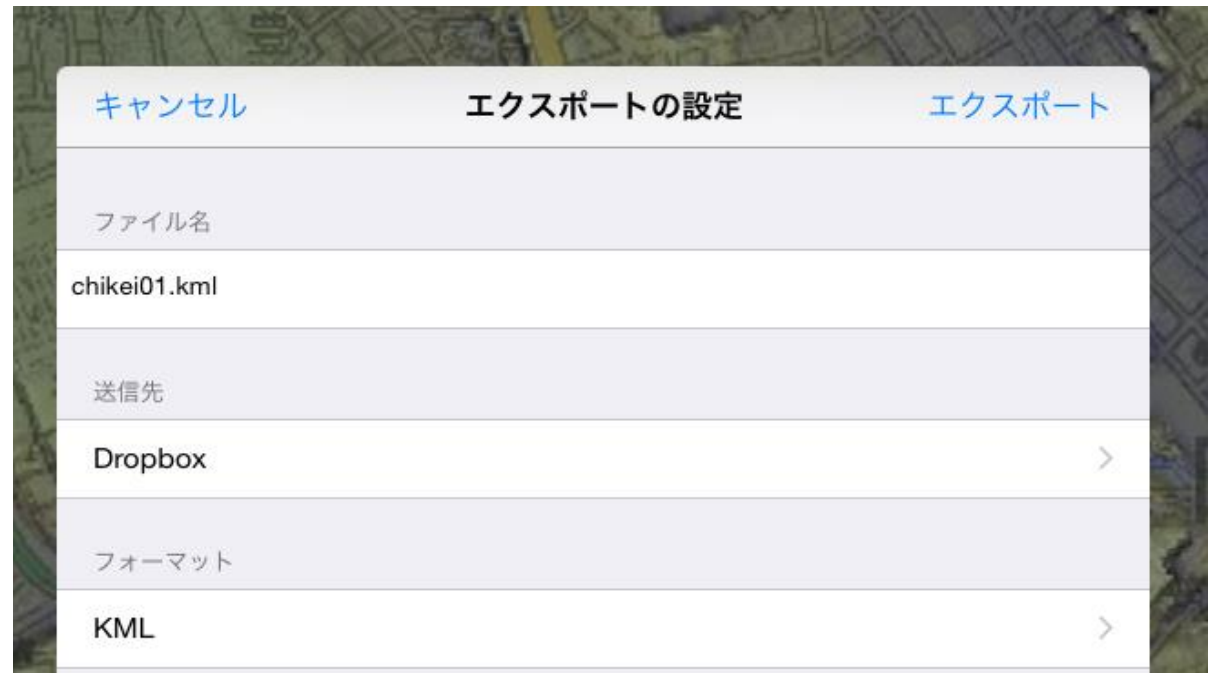 キャンセル エクスポートの設定 エクスポート
ファイル名
chikei01.kml
送信先
Dropbox
フォーマット
KML